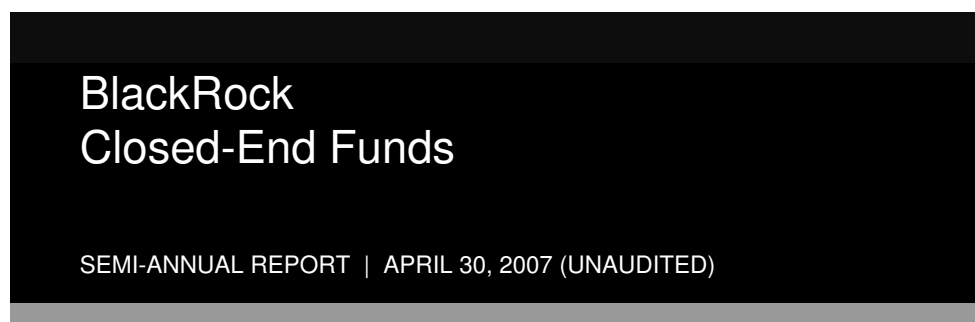 BlackRock
Closed-End Funds
SEMI-ANNUAL REPORT | APRIL 30, 2007 (UNAUDITED)